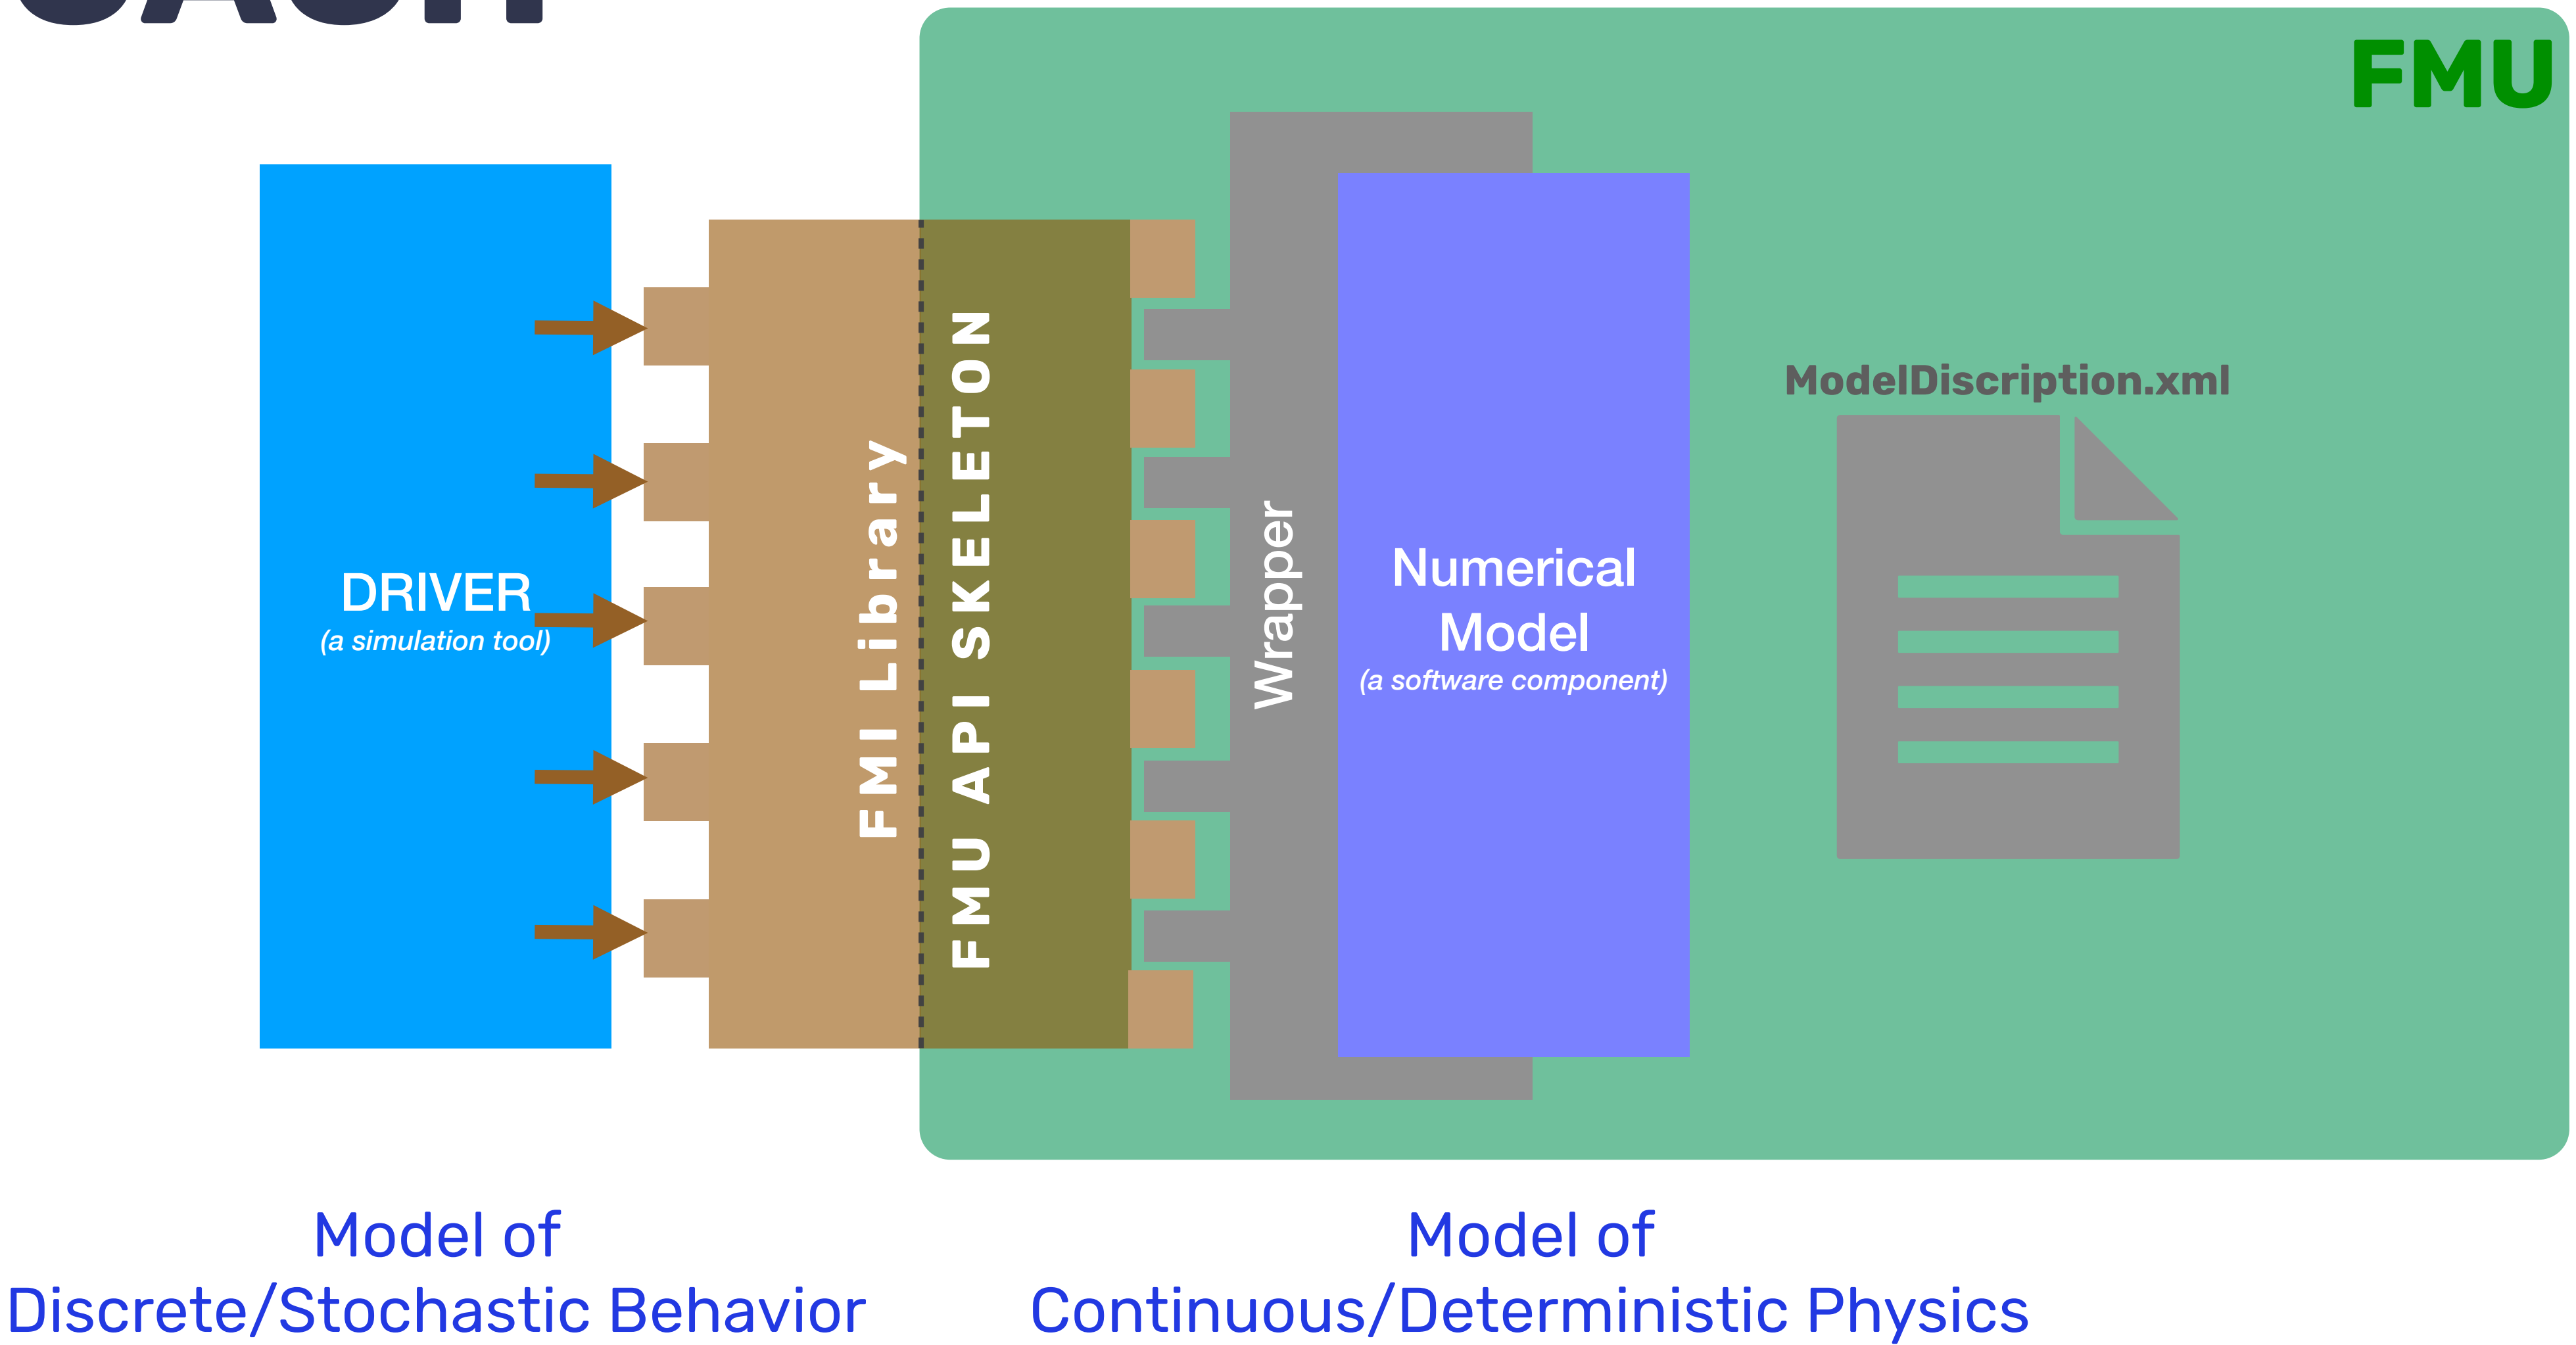 FMU
DRIVER
(a simulation tool)
FMI Library
FMU API SKELETON
Wrapper
Numerical
Model
(a software component)
ModelDiscription.xml
Model of
Discrete/Stochastic Behavior
Model of
Continuous/Deterministic Physics